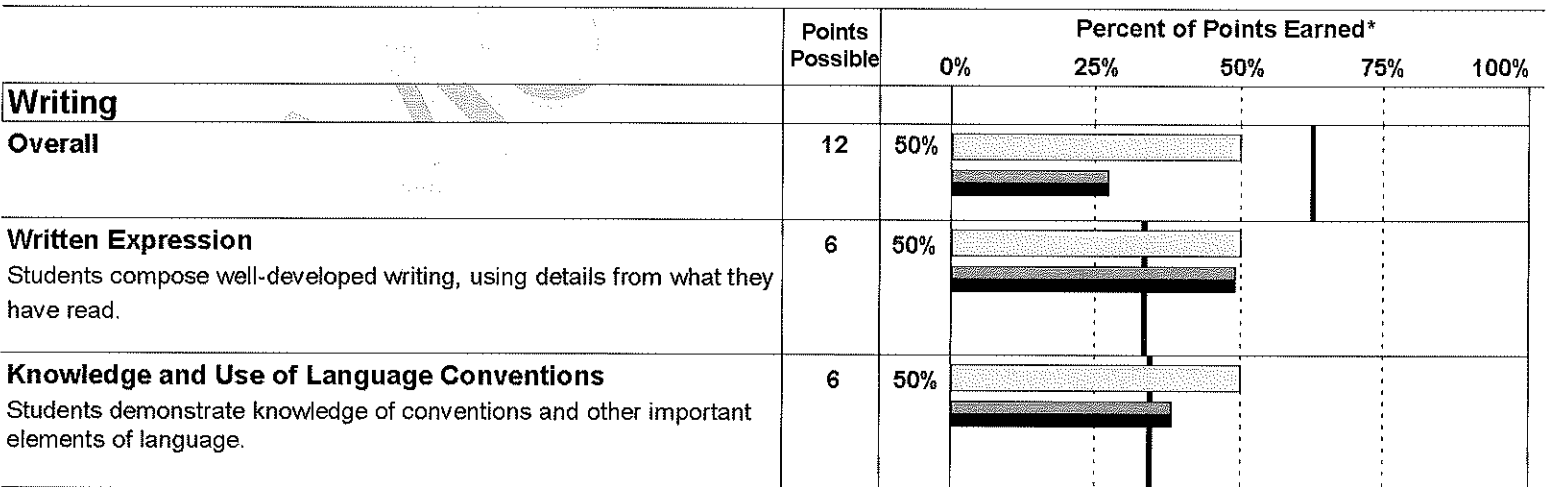 Points Possible
Percent of Points Earned*
0% 25% 50% 75% 100%
Writing
Overall 12 50%
Written Expression 6 50%
Students compose well-developed writing, using details from what they
have read.
Knowledge and Use of Language Conventions 6 50%
Students demonstrate knowledge of conventions and other important
elements of language.